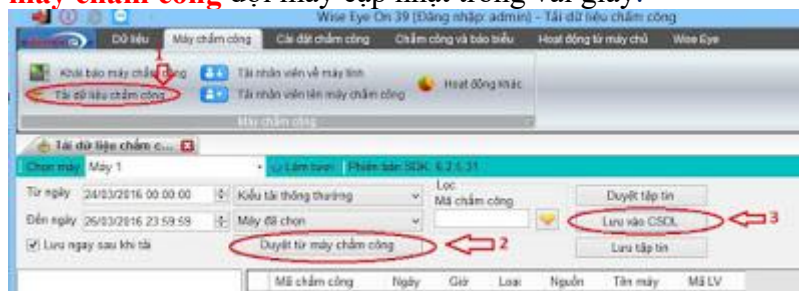 máy chấm công đợi máy cập nhật trong vài giây.
Wise Eye On 39 (Đăng nhập: admin) - Tải dữ liệu chấm công
Dữ liệu Máy chấm công Cài đặt chấm công Chấm công và báo biểu Hoạt động từ máy chủ Wise Eye
1
Khai báo máy chấm công Tải nhân viên về máy tính
Tải dữ liệu chấm công Tải nhân viên lên máy chấm công Hoạt động khác
Máy chấm công
Tải dữ liệu chấm c...
Chọn máy Máy 1 Làm tươi Phiên bản SDK: 6.2.6.31
Từ ngày 24/03/2016 00:00:00 Kiểu tải thông thường Lọc Duyệt tập tin
Mã chấm công
Đến ngày 26/03/2016 23:59:59 Máy đã chọn Lưu vào CSDL 3
Lưu ngay sau khi tải Duyệt từ máy chấm công 2 Lưu tập tin
Mã chấm công Ngày Giờ Loại Nguồn Tên máy Mã LV